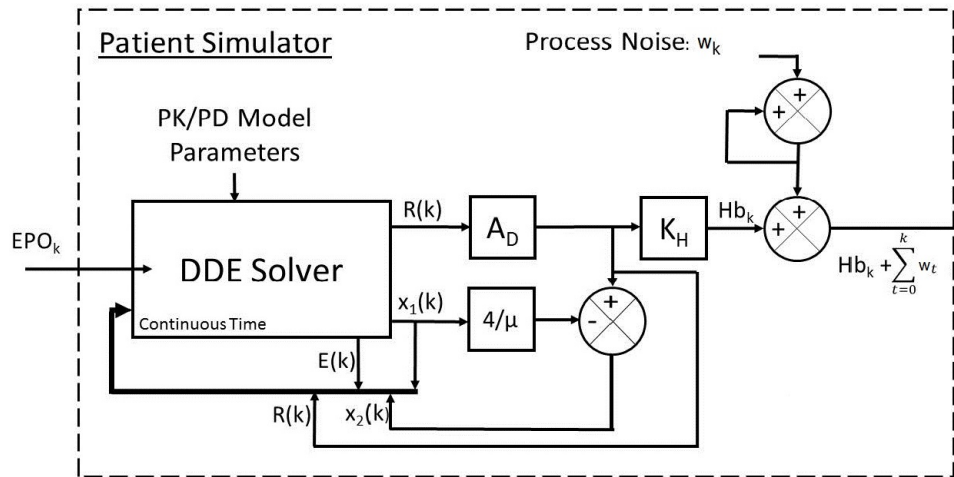 Patient Simulator
Process Noise: wk
PK/PD Model
Parameters
EPOk
DDE Solver
Continuous Time
R(k)
AD
KH
Hbk
x1(k)
4/μ
E(k)
R(k)
x2(k)
+
+
+
+
+
-
Hbk + ∑ wt
k
t=0